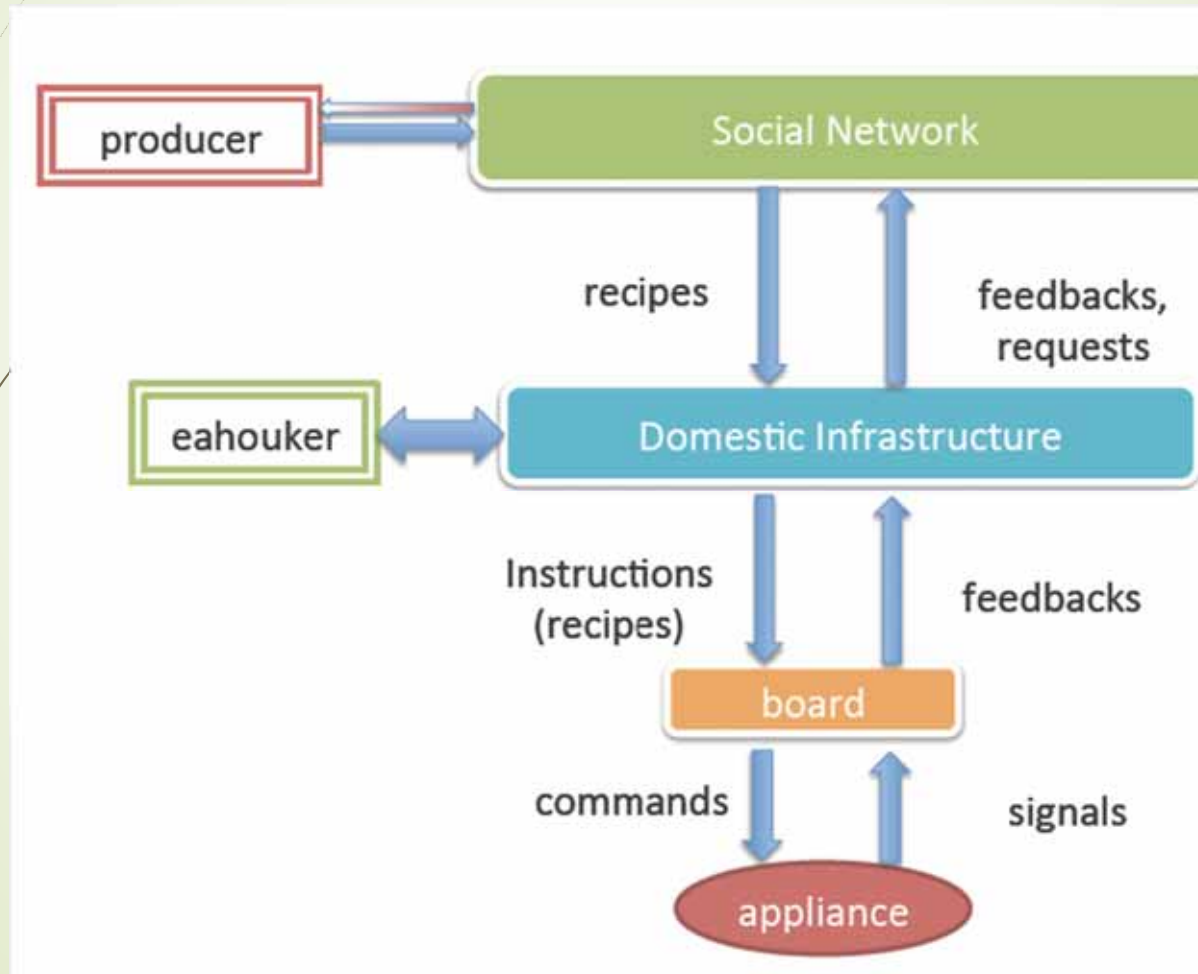 producer
Social Network
recipes
feedbacks,
requests
eahouker
Domestic Infrastructure
Instructions
(recipes)
feedbacks
board
commands
signals
appliance